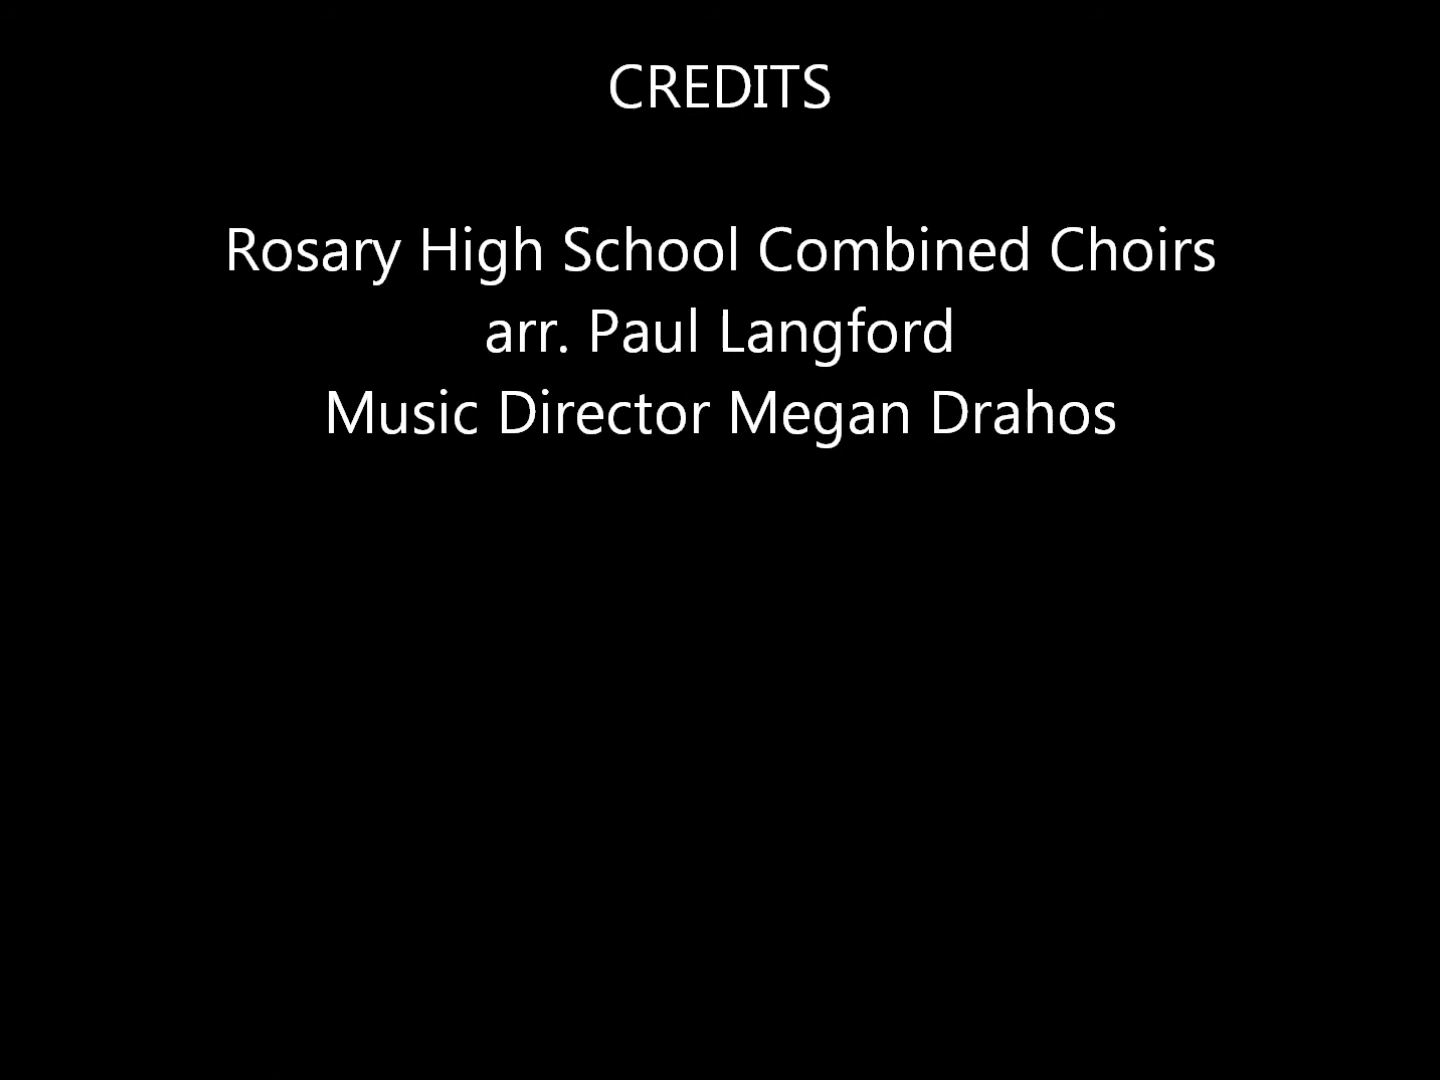 CREDITS
Rosary High School Combined Choirs
arr. Paul Langford
Music Director Megan Drahos